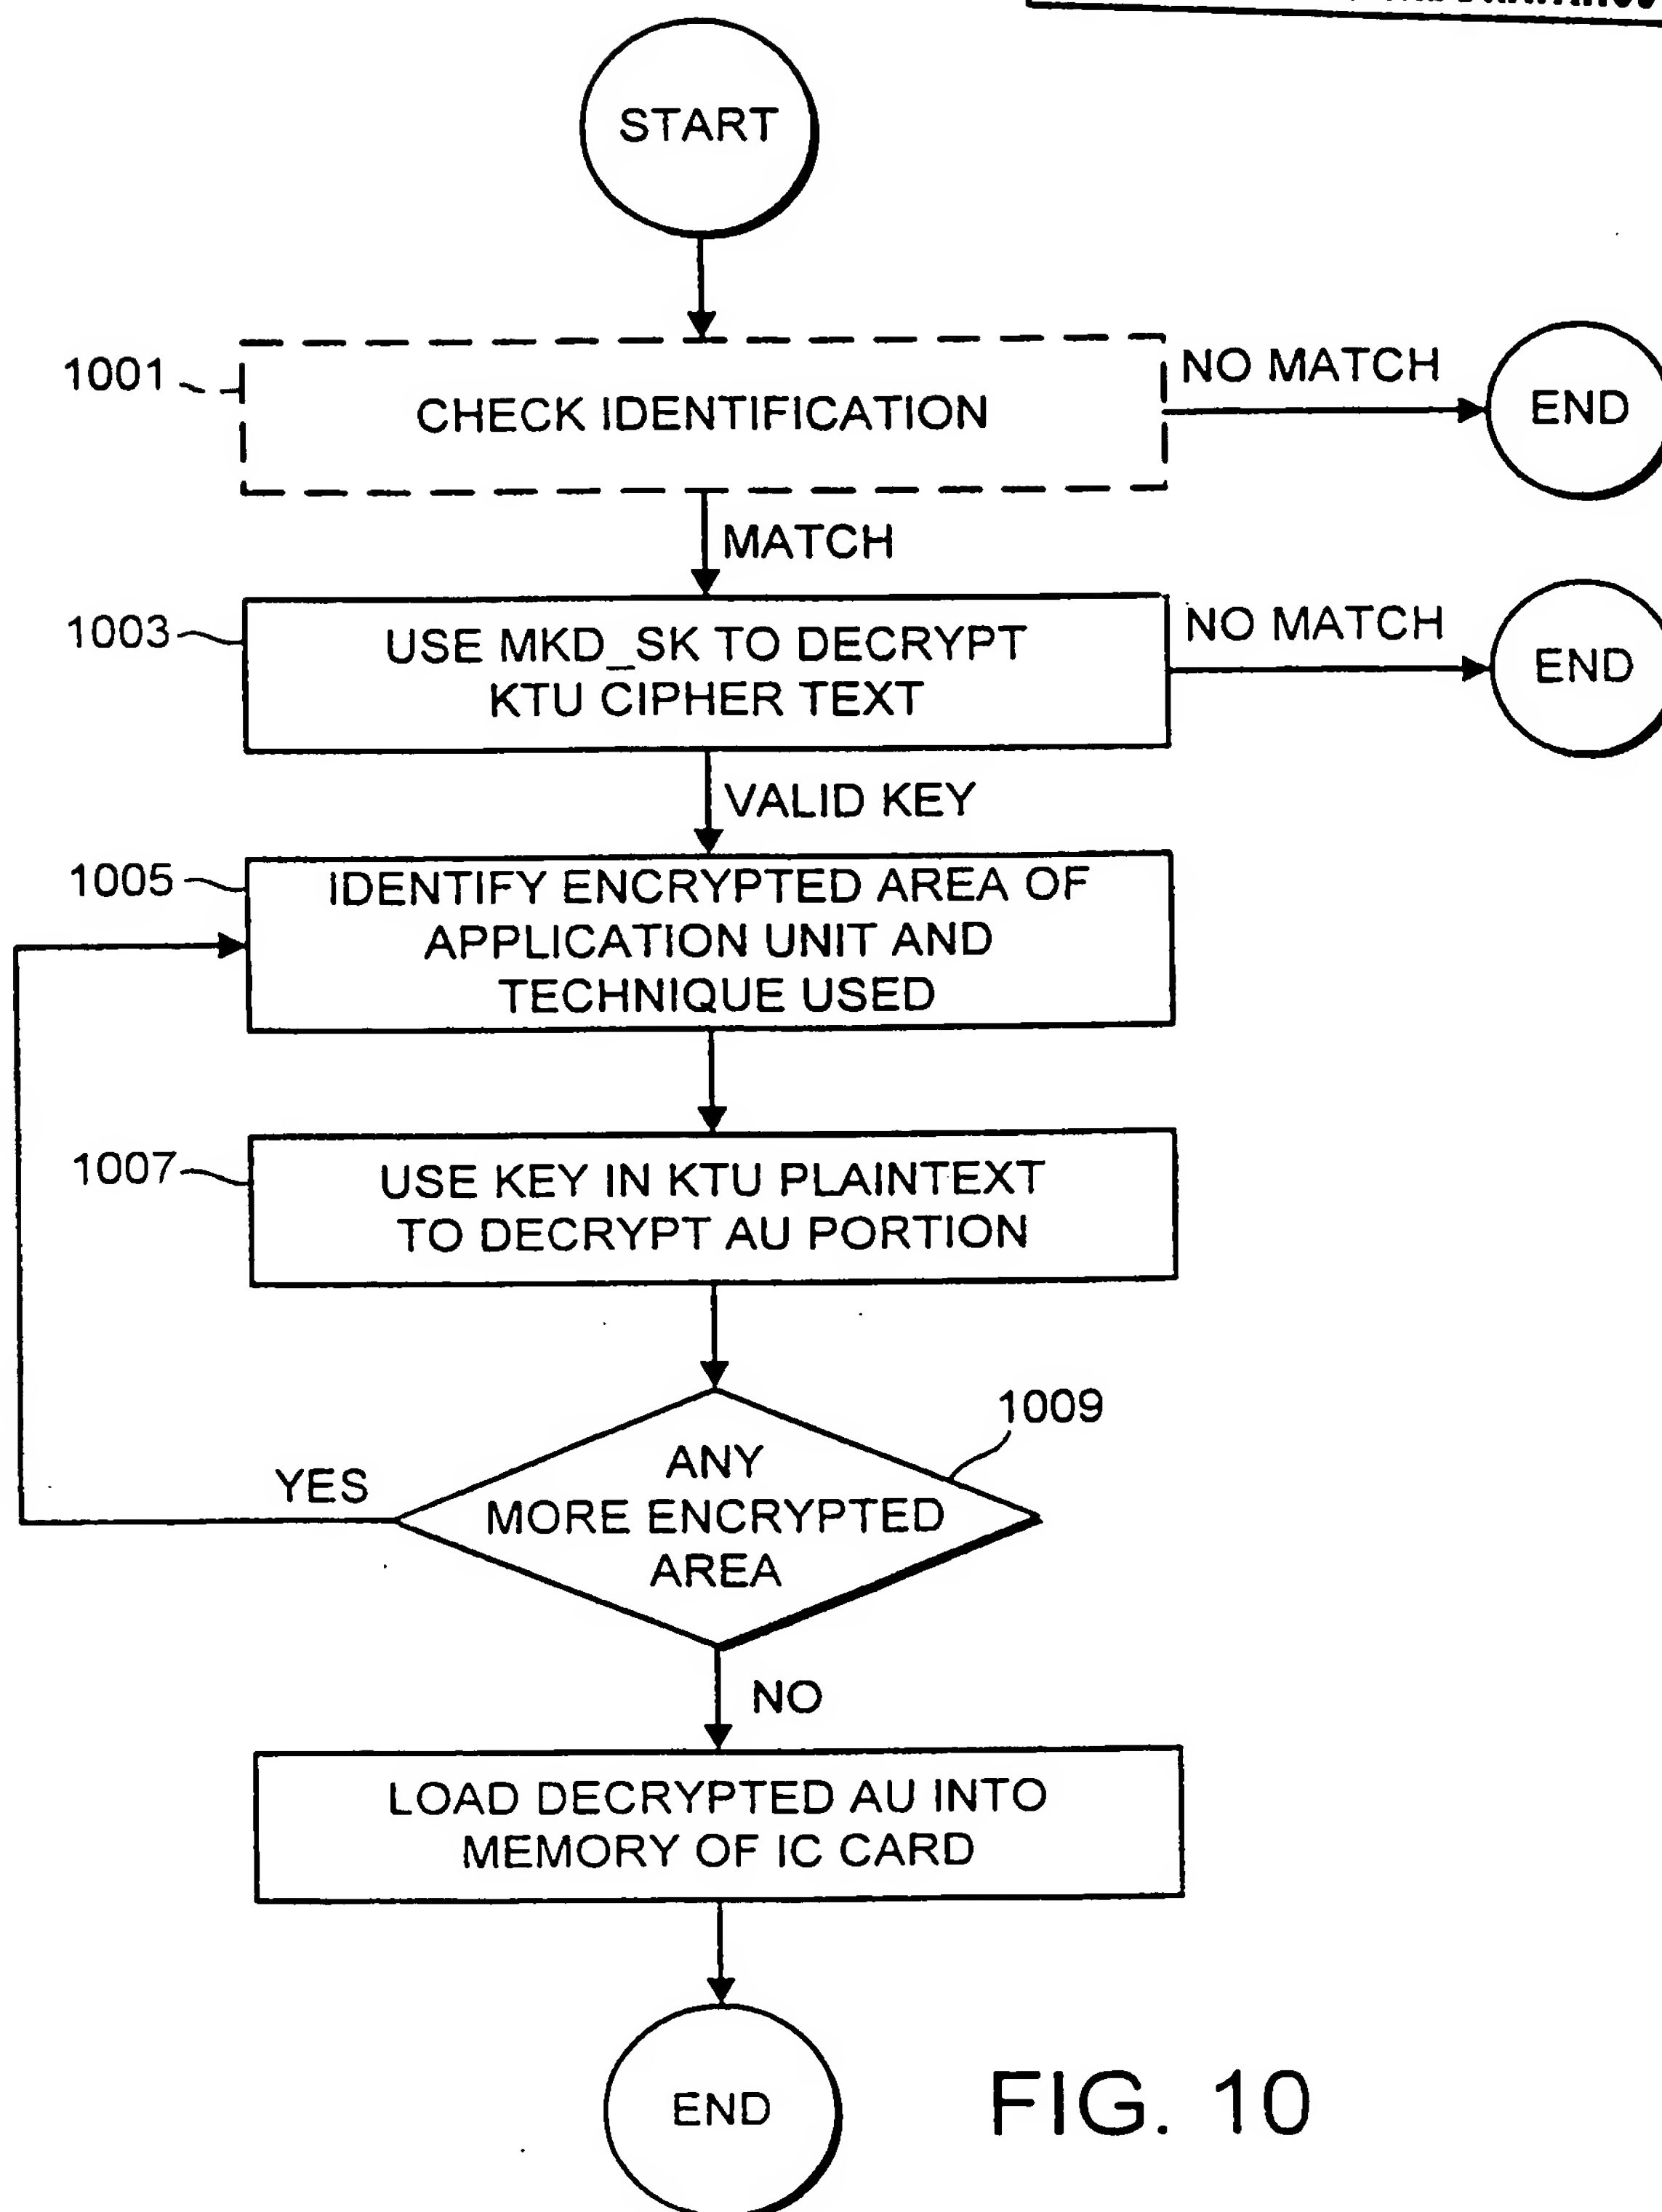 START
1001
CHECK IDENTIFICATION
NO MATCH
END
MATCH
1003
USE MKD_SK TO DECRYPT
KTU CIPHER TEXT
NO MATCH
END
VALID KEY
1005
IDENTIFY ENCRYPTED AREA OF
APPLICATION UNIT AND
TECHNIQUE USED
1007
USE KEY IN KTU PLAINTEXT
TO DECRYPT AU PORTION
1009
ANY
MORE ENCRYPTED
AREA
YES
NO
LOAD DECRYPTED AU INTO
MEMORY OF IC CARD
END
FIG. 10